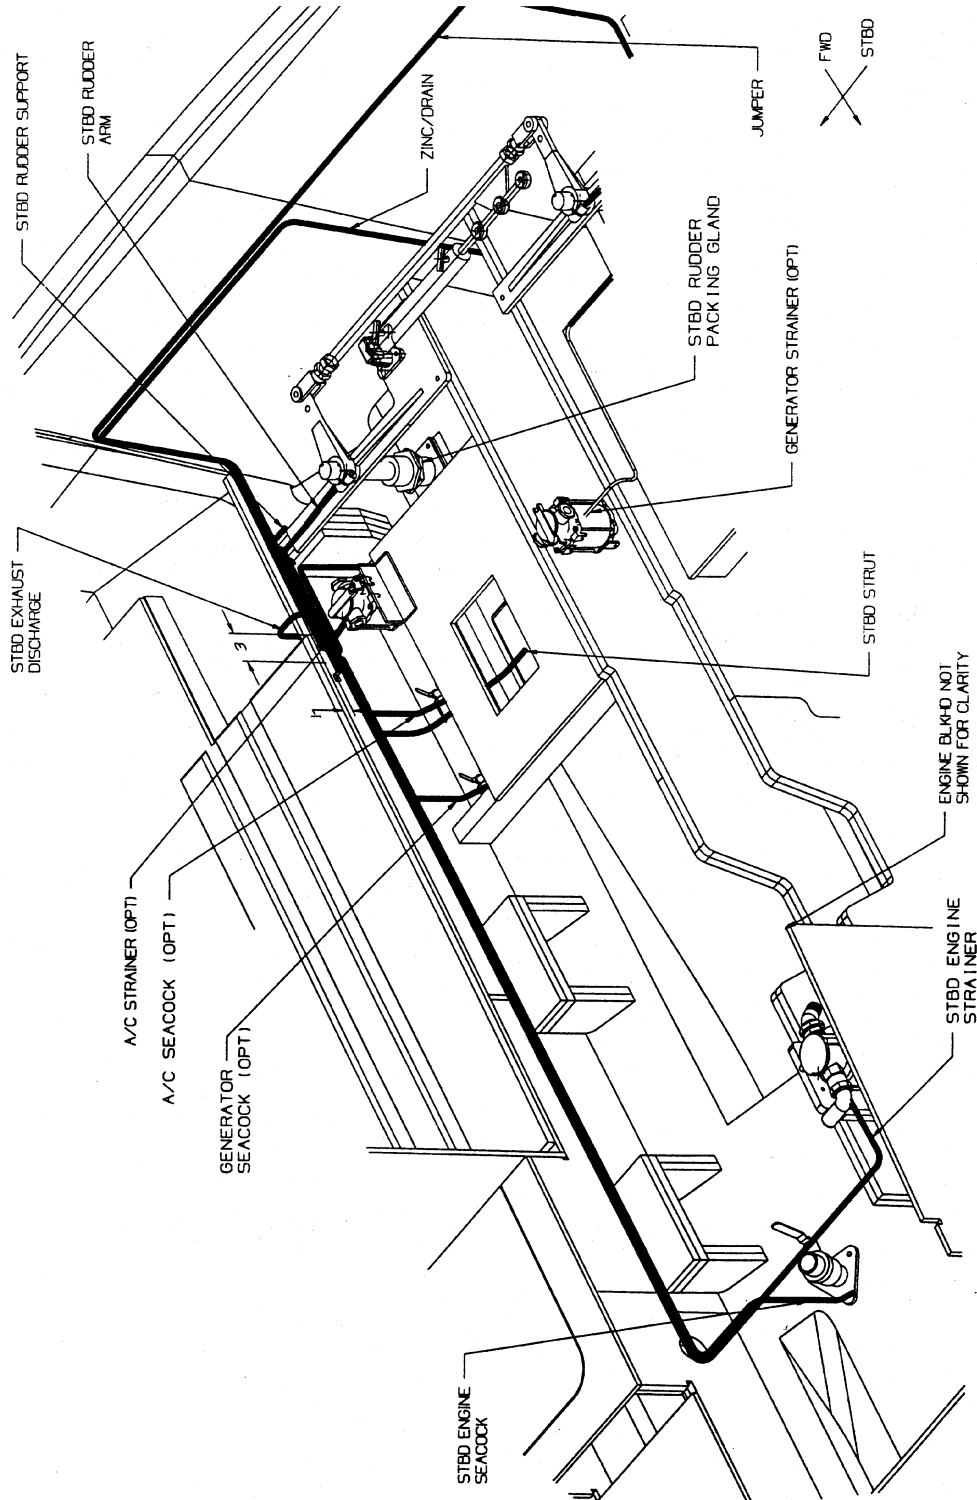 STBD RUDDER SUPPORT
STBD RUDDER
ARM
ZINC/DRAIN
JUMPER
FWD
STBD
STBD EXHAUST
DISCHARGE
3
1
STBD RUDDER
PACKING GLAND
GENERATOR STRAINER (OPT)
STBD STRUT
A/C STRAINER (OPT)
A/C SEACOCK (OPT)
GENERATOR
SEACOCK (OPT)
ENGINE BLKHD NOT
SHOWN FOR CLARITY
STBD ENGINE
STRAINER
STBD ENGINE
SEACOCK